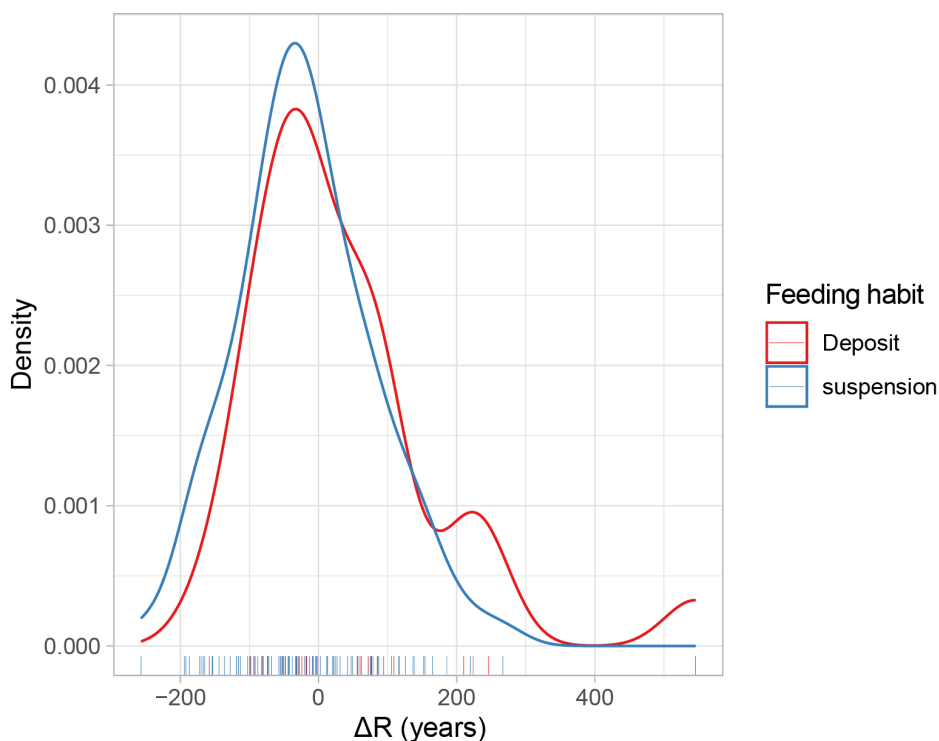 0.004
0.003
0.002
0.001
0.000
Density
−200
0
200
400
ΔR (years)
Feeding habit
Deposit
suspension